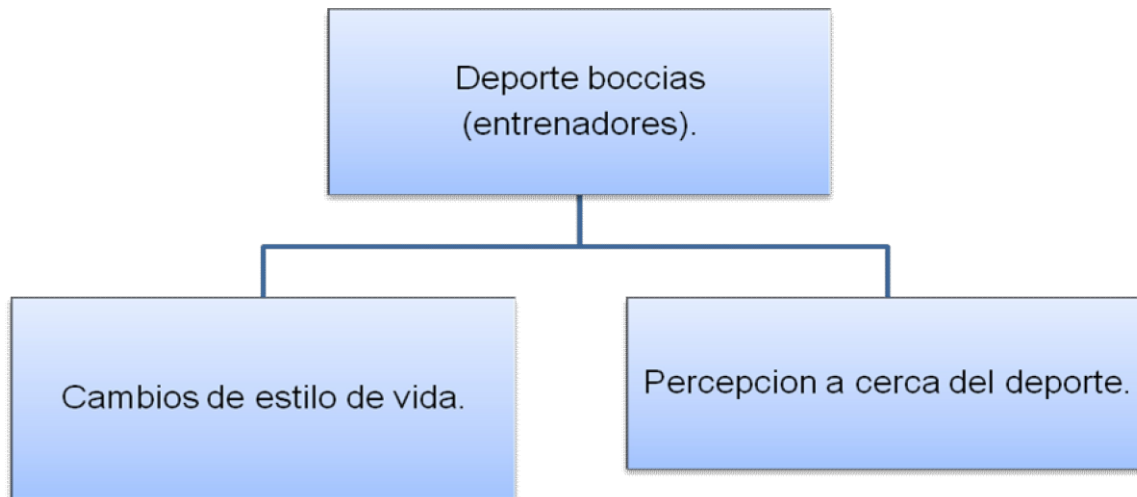 Deporte boccias
(entrenadores).
Cambios de estilo de vida.
Percepcion a cerca del deporte.